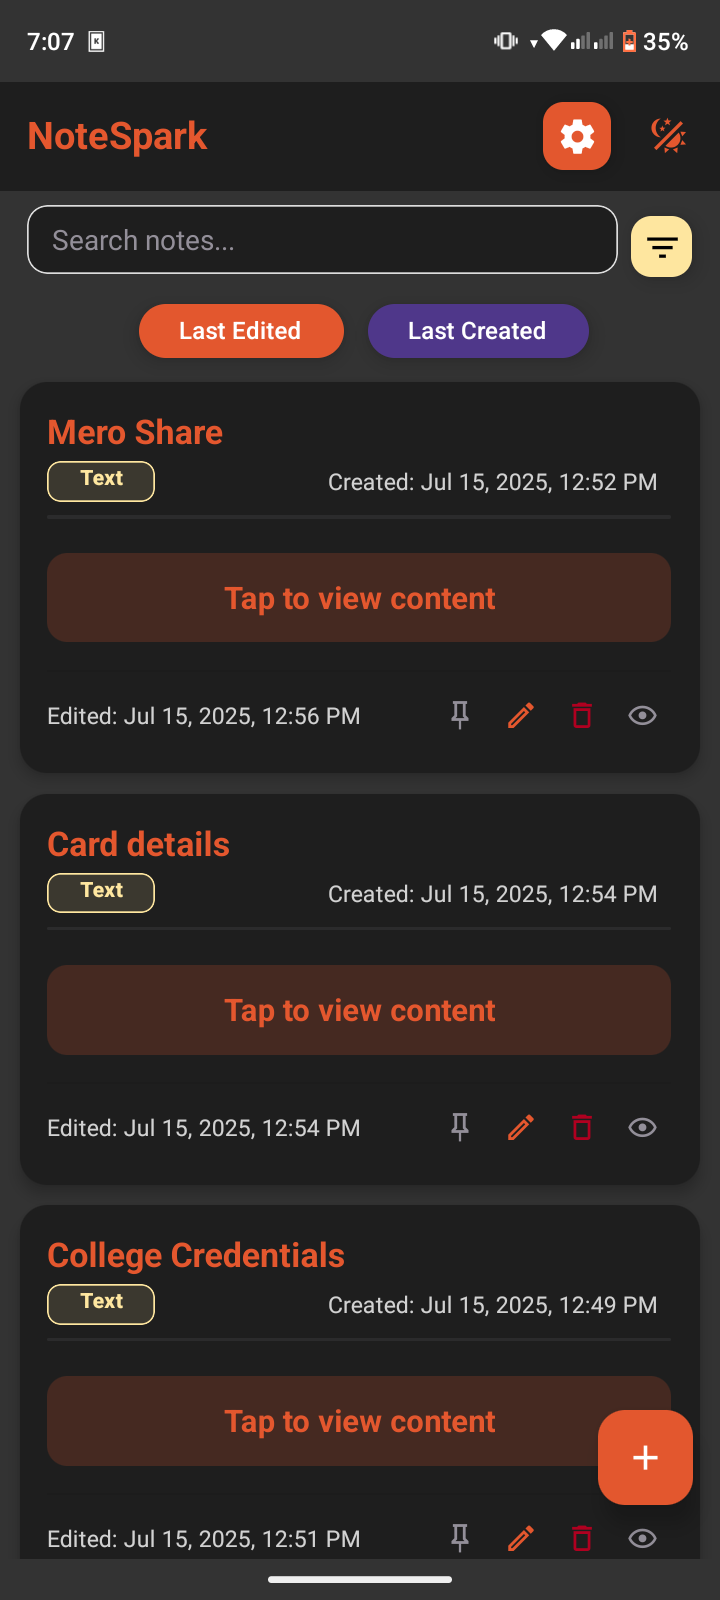 7:07
35%
NoteSpark
Search notes...
Last Edited
Last Created
Mero Share
Text
Created: Jul 15, 2025, 12:52 PM
Tap to view content
Edited: Jul 15, 2025, 12:56 PM
Card details
Text
Created: Jul 15, 2025, 12:54 PM
Tap to view content
Edited: Jul 15, 2025, 12:54 PM
College Credentials
Text
Created: Jul 15, 2025, 12:49 PM
Tap to view content
Edited: Jul 15, 2025, 12:51 PM